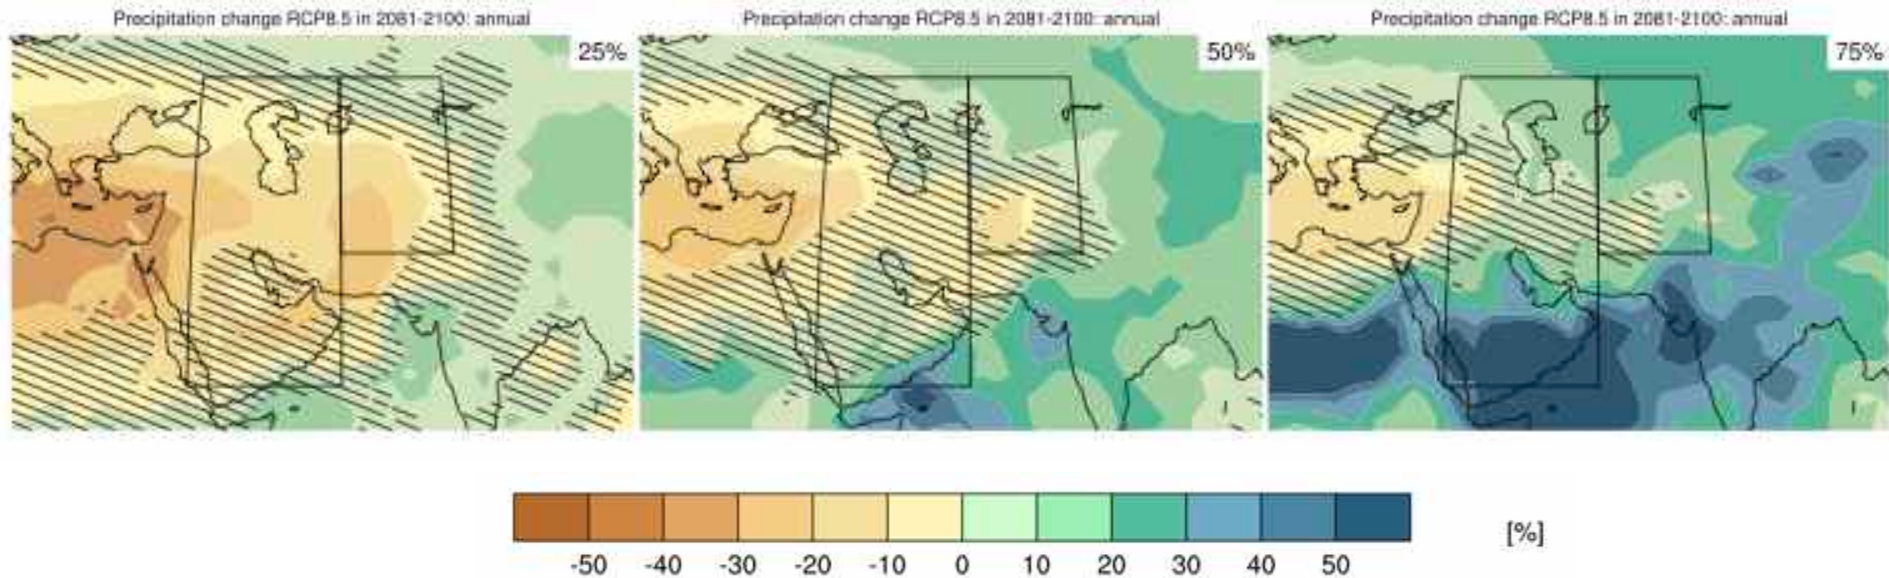 Precipitation change RCP8.5 in 2081-2100: annual
Precipitation change RCP8.5 in 2081-2100: annual
Precipitation change RCP8.5 in 2081-2100: annual
25%
50%
75%
-50 -40 -30 -20 -10 0 10 20 30 40 50
[%]